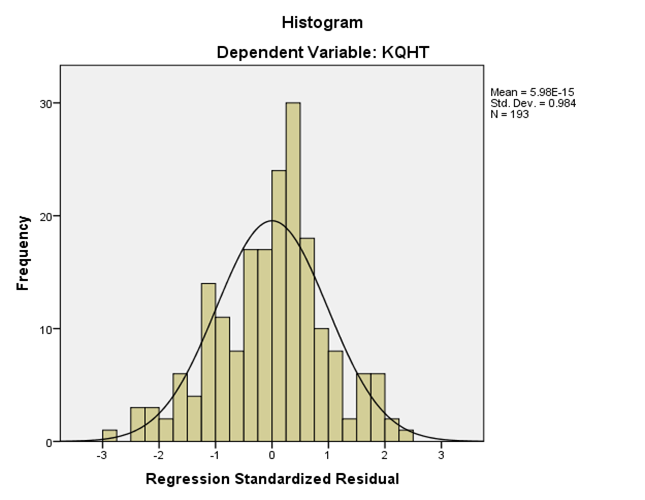 Histogram
Dependent Variable: KQHT
Mean = 5.98E-15
Std. Dev. = 0.984
N = 193
Frequency
30
20
10
0
-3 -2 -1 0 1 2 3
Regression Standardized Residual